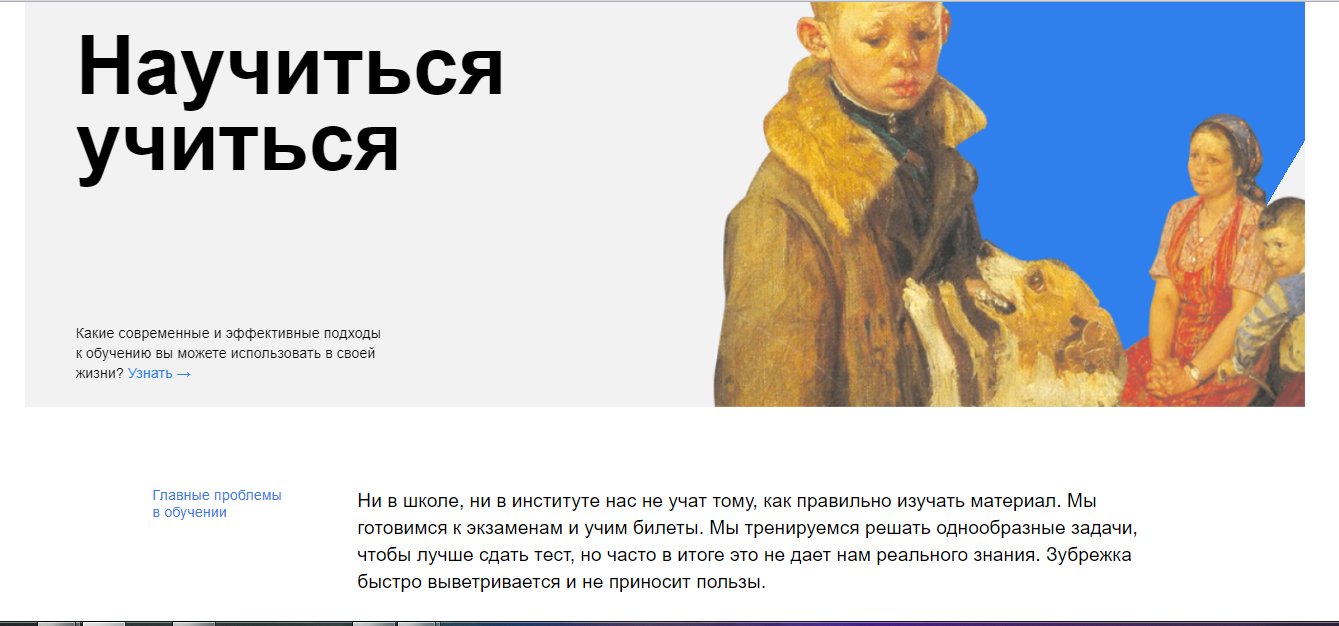 Научиться
учиться
Какие современные и эффективные подходы
к обучению вы можете использовать в своей
жизни? Узнать →
Главные проблемы
в обучении
Ни в школе, ни в институте нас не учат тому, как правильно изучать материал. Мы
готовимся к экзаменам и учим билеты. Мы тренируемся решать однообразные задачи,
чтобы лучше сдать тест, но часто в итоге это не дает нам реального знания. Зубрежка
быстро выветривается и не приносит пользы.